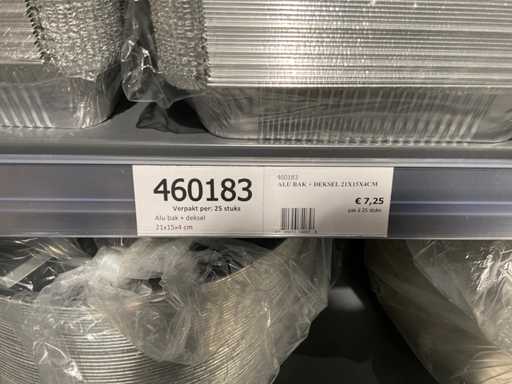 460183
Verpakt per: 25 stuks
Alu bak + deksel
21x15x4 cm
460183
ALU BAK + DEKSEL 21X15X4CM
€ 7,25
pak à 25 stuks